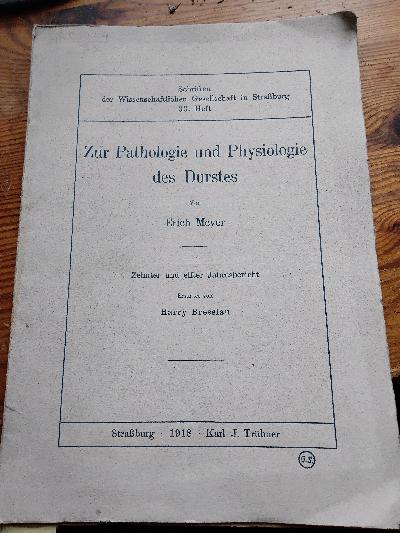 Schriften
der Wissenschaftlichen Gesellschaft in Straßburg
33. Heft
Zur Pathologie und Physiologie
des Durstes
Von
Erich Meyer
Zehnter und elfter Jahresbericht
Erstattet von
Harry Bresslau
Straßburg · 1918 · Karl J. Trübner